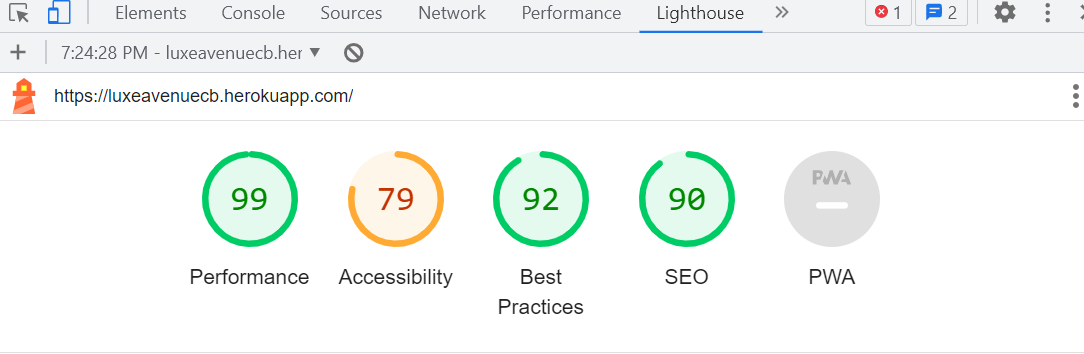 Elements Console Sources Network Performance Lighthouse » 1 2
+ 7:24:28 PM - luxeavenuecb.her
https://luxeavenuecb.herokuapp.com/
99 79 92 90 PWA
Performance Accessibility Best Practices SEO PWA